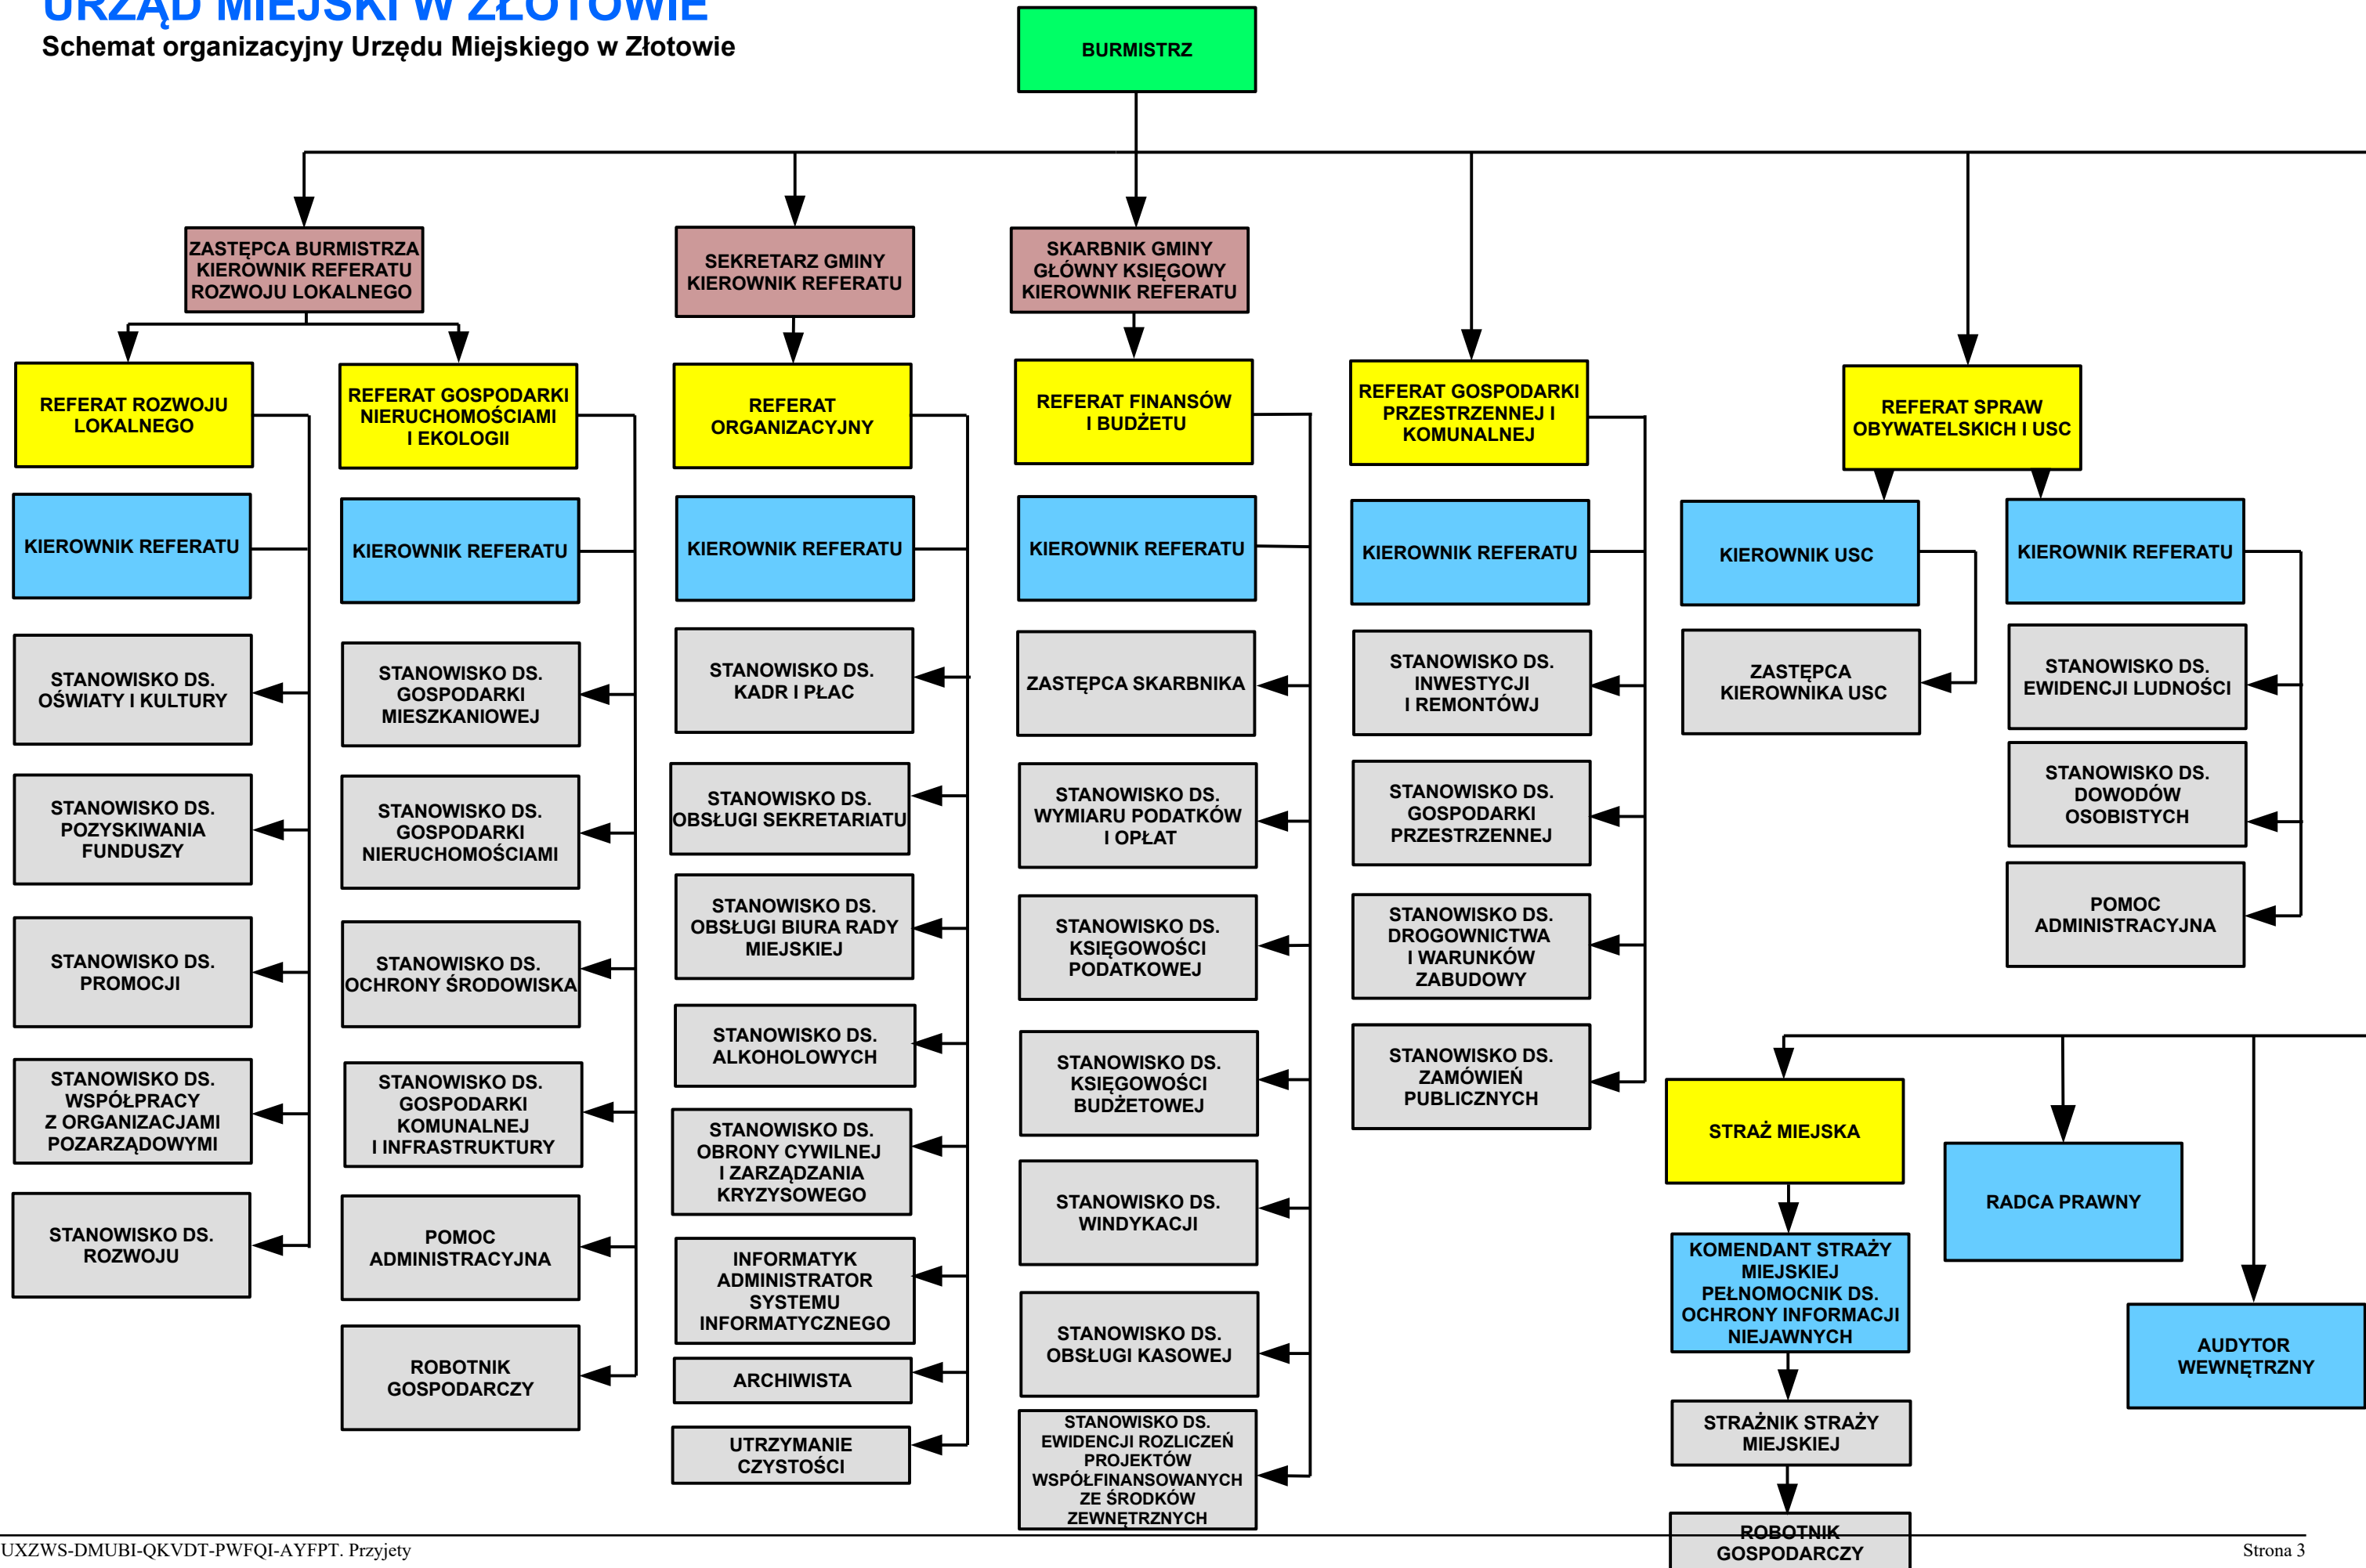 URZĄD MIEJSKI W ZŁOTOWIE
Schemat organizacyjny Urzędu Miejskiego w Złotowie
BURMISTRZ
ZASTĘPCA BURMISTRZA
KIEROWNIK REFERATU
ROZWOJU LOKALNEGO
SEKRETARZ GMINY
KIEROWNIK REFERATU
SKARBNIK GMINY
GŁÓWNY KSIĘGOWY
KIEROWNIK REFERATU
REFERAT ROZWOJU
LOKALNEGO
REFERAT GOSPODARKI
NIERUCHOMOŚCIAMI
I EKOLOGII
REFERAT
ORGANIZACYJNY
REFERAT FINANSÓW
I BUDŻETU
REFERAT GOSPODARKI
PRZESTRZENNEJ I
KOMUNALNEJ
REFERAT SPRAW
OBYWATELSKICH I USC
KIEROWNIK REFERATU
KIEROWNIK REFERATU
KIEROWNIK REFERATU
KIEROWNIK REFERATU
KIEROWNIK REFERATU
KIEROWNIK USC
KIEROWNIK REFERATU
STANOWISKO DS.
OŚWIATY I KULTURY
STANOWISKO DS.
POZYSKIWANIA
FUNDUSZY
STANOWISKO DS.
PROMOCJI
STANOWISKO DS.
WSPÓŁPRACY
Z ORGANIZACJAMI
POZARZĄDOWYMI
STANOWISKO DS.
ROZWOJU
STANOWISKO DS.
GOSPODARKI
MIESZKANIOWEJ
STANOWISKO DS.
GOSPODARKI
NIERUCHOMOŚCIAMI
STANOWISKO DS.
OCHRONY ŚRODOWISKA
STANOWISKO DS.
GOSPODARKI
KOMUNALNEJ
I INFRASTRUKTURY
POMOC
ADMINISTRACYJNA
ROBOTNIK
GOSPODARCZY
STANOWISKO DS.
KADR I PŁAC
STANOWISKO DS.
OBSŁUGI SEKRETARIATU
STANOWISKO DS.
OBSŁUGI BIURA RADY
MIEJSKIEJ
STANOWISKO DS.
ALKOHOLOWYCH
STANOWISKO DS.
OBRONY CYWILNEJ
I ZARZĄDZANIA
KRYZYSOWEGO
INFORMATYK
ADMINISTRATOR
SYSTEMU
INFORMATYCZNEGO
ARCHIWISTA
UTRZYMANIE
CZYSTOŚCI
ZASTĘPCA SKARBNIKA
STANOWISKO DS.
WYMIARU PODATKÓW
I OPŁAT
STANOWISKO DS.
KSIĘGOWOŚCI
PODATKOWEJ
STANOWISKO DS.
KSIĘGOWOŚCI
BUDŻETOWEJ
STANOWISKO DS.
WINDYKACJI
STANOWISKO DS.
OBSŁUGI KASOWEJ
STANOWISKO DS.
EWIDENCJI ROZLICZEŃ
PROJEKTÓW
WSPÓŁFINANSOWANYCH
ZE ŚRODKÓW
ZEWNĘTRZNYCH
STANOWISKO DS.
INWESTYCJI
I REMONTÓWJ
STANOWISKO DS.
GOSPODARKI
PRZESTRZENNEJ
STANOWISKO DS.
DROGOWNICTWA
I WARUNKÓW
ZABUDOWY
STANOWISKO DS.
ZAMÓWIEŃ
PUBLICZNYCH
ZASTĘPCA
KIEROWNIKA USC
STANOWISKO DS.
EWIDENCJI LUDNOŚCI
STANOWISKO DS.
DOWODÓW
OSOBISTYCH
POMOC
ADMINISTRACYJNA
STRAŻ MIEJSKA
KOMENDANT STRAŻY
MIEJSKIEJ
PEŁNOMOCNIK DS.
OCHRONY INFORMACJI
NIEJAWNYCH
STRAŻNIK STRAŻY
MIEJSKIEJ
ROBOTNIK
GOSPODARCZY
RADCA PRAWNY
AUDYTOR
WEWNĘTRZNY
UXZWS-DMUBI-QKVDT-PWFQI-AYFPT. Przyjety
Strona 3